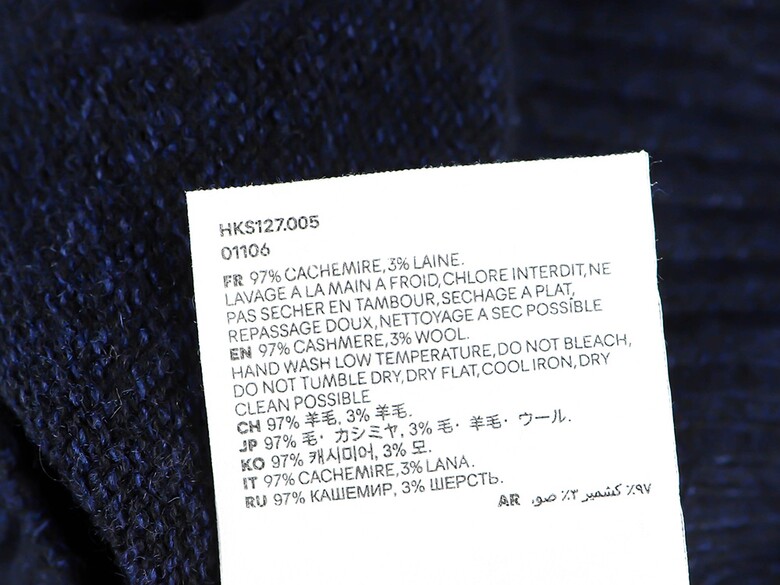 HKS127.005
01106
FR 97% CACHEMIRE, 3% LAINE.
LAVAGE A LA MAIN A FROID, CHLORE INTERDIT, NE
PAS SECHER EN TAMBOUR, SECHAGE A PLAT,
REPASSAGE DOUX, NETTOYAGE A SEC POSSIBLE
EN 97% CASHMERE, 3% WOOL.
HAND WASH LOW TEMPERATURE, DO NOT BLEACH,
DO NOT TUMBLE DRY, DRY FLAT, COOL IRON, DRY
CLEAN POSSIBLE
CH 97% 羊毛, 3% 羊毛.
JP 97% 毛・カシミヤ, 3% 毛・羊毛・ウール.
KO 97% 캐시미어, 3% 모.
IT 97% CACHEMIRE, 3% LANA.
RU 97% КАШЕМИР, 3% ШЕРСТЬ.
AR ٩٧٪ كشمير ٣٪ صو.